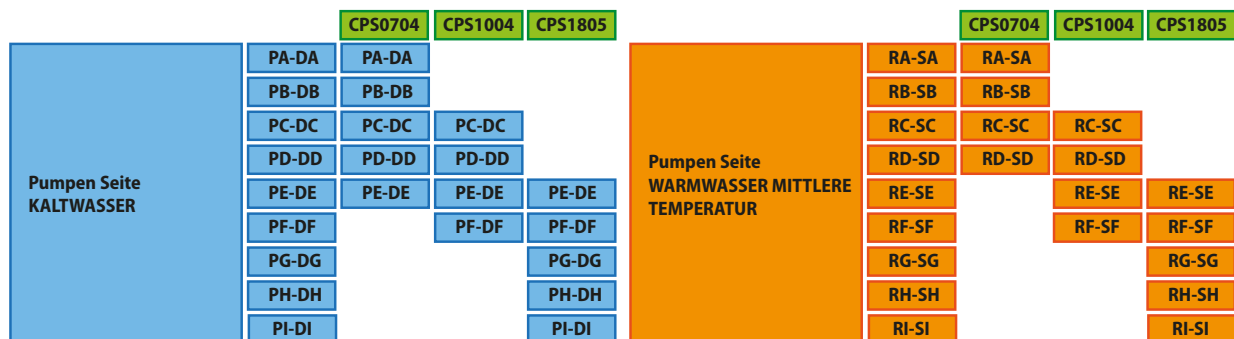 CPS0704 CPS1004 CPS1805
Pumpen Seite
KALTWASSER
PA-DA PA-DA
PB-DB PB-DB
PC-DC PC-DC PC-DC
PD-DD PD-DD PD-DD
PE-DE PE-DE PE-DE PE-DE
PF-DF PF-DF PF-DF
PG-DG PG-DG
PH-DH PH-DH
PI-DI PI-DI
CPS0704 CPS1004 CPS1805
Pumpen Seite
WARMWASSER MITTLERE
TEMPERATUR
RA-SA RA-SA
RB-SB RB-SB
RC-SC RC-SC RC-SC
RD-SD RD-SD RD-SD
RE-SE RE-SE RE-SE
RF-SF RF-SF RF-SF
RG-SG RG-SG
RH-SH RH-SH
RI-SI RI-SI